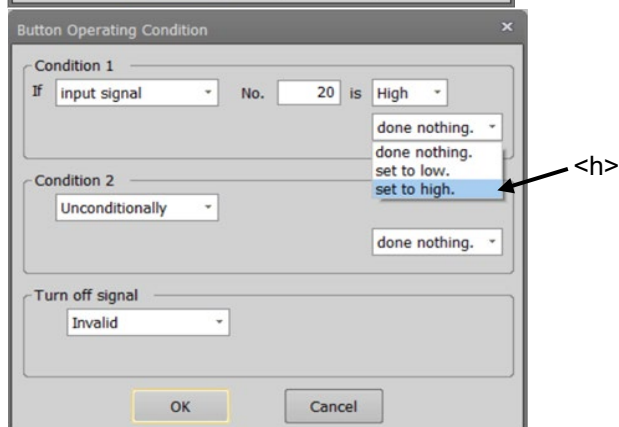 Button Operating Condition ×
Condition 1
If input signal No. 20 is High
done nothing.
done nothing.
set to low.
set to high. <h>
Condition 2
Unconditionally
done nothing.
Turn off signal
Invalid
OK Cancel